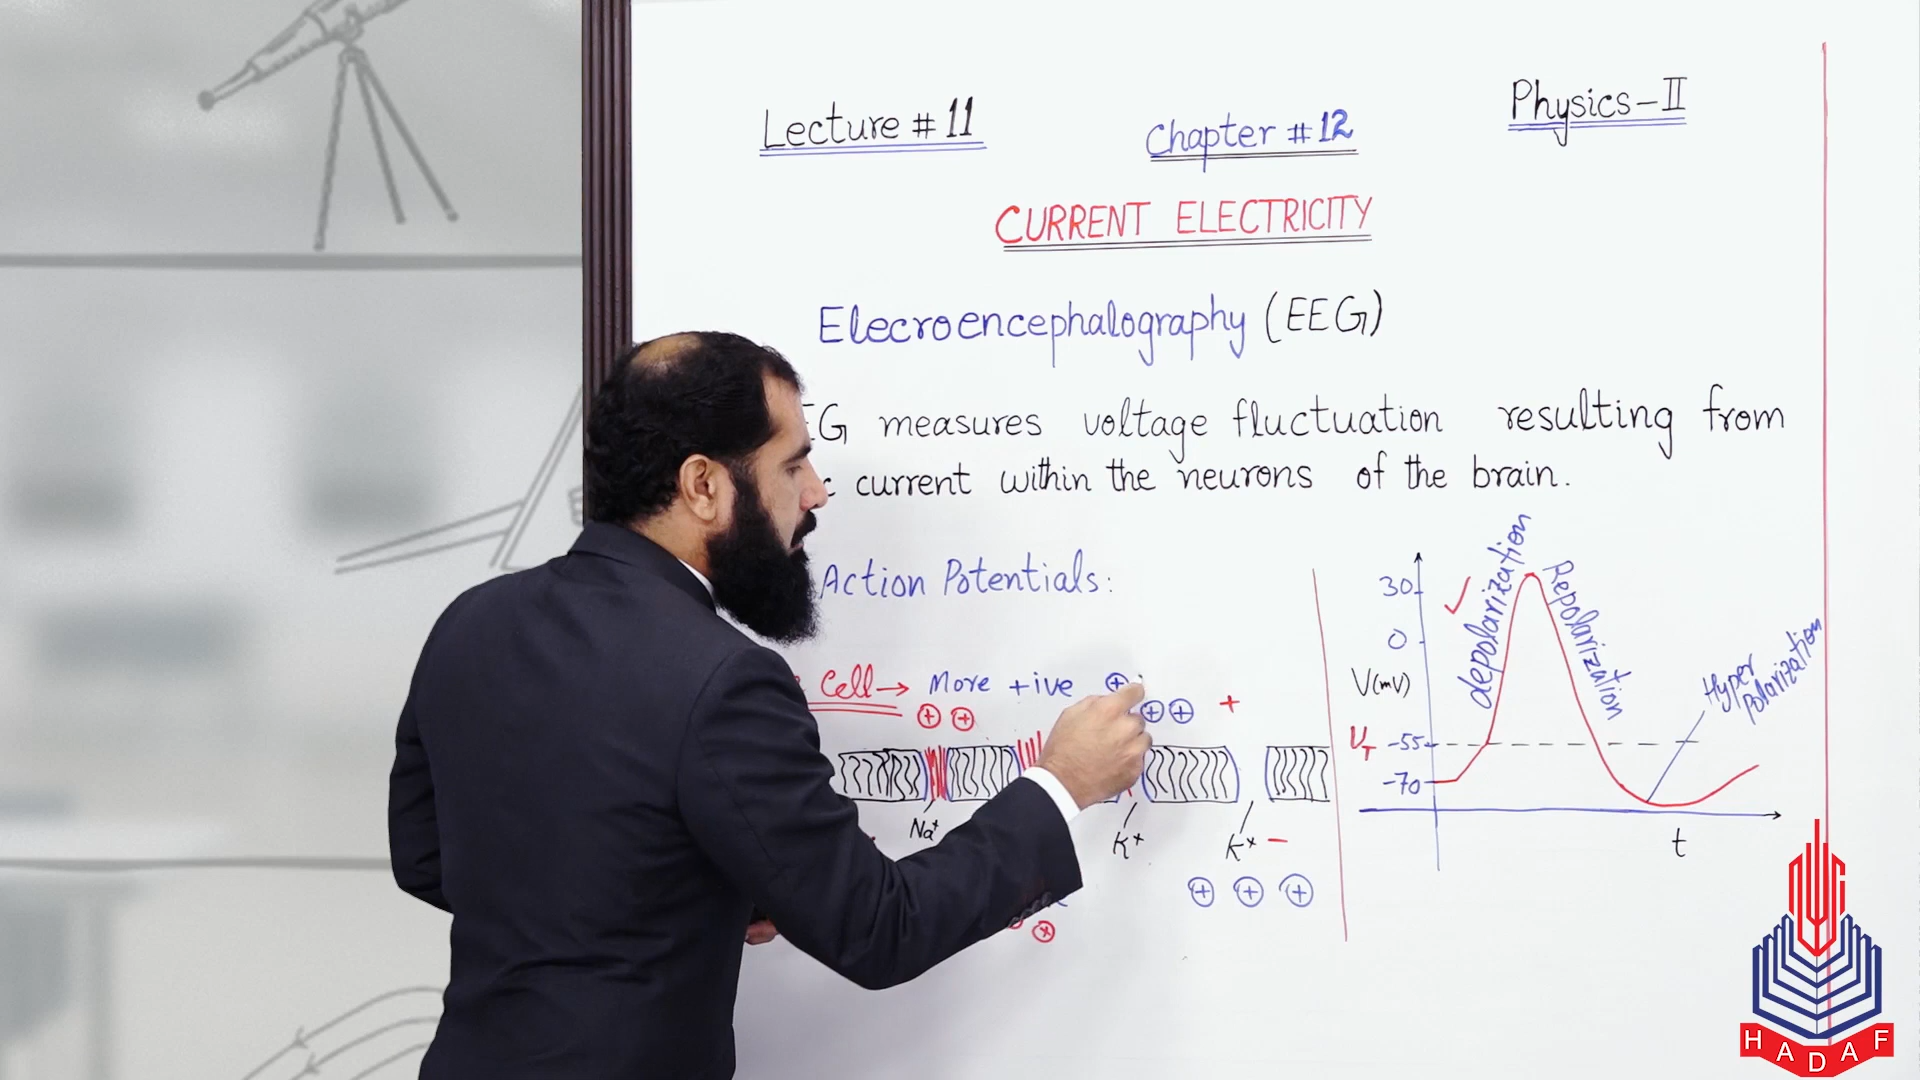 Lecture # 11
Chapter # 12
Physics-II
CURRENT ELECTRICITY
Elecroencephalography (EEG)
EG measures voltage fluctuation resulting from
c current within the neurons of the brain.
Action Potentials:
Cell → More +ive
+
Na+
K+
K+ -
30
0
V(mV)
VT -55
-70
depolarization
Repolarization
Hyper
Polarization
t
HADAF